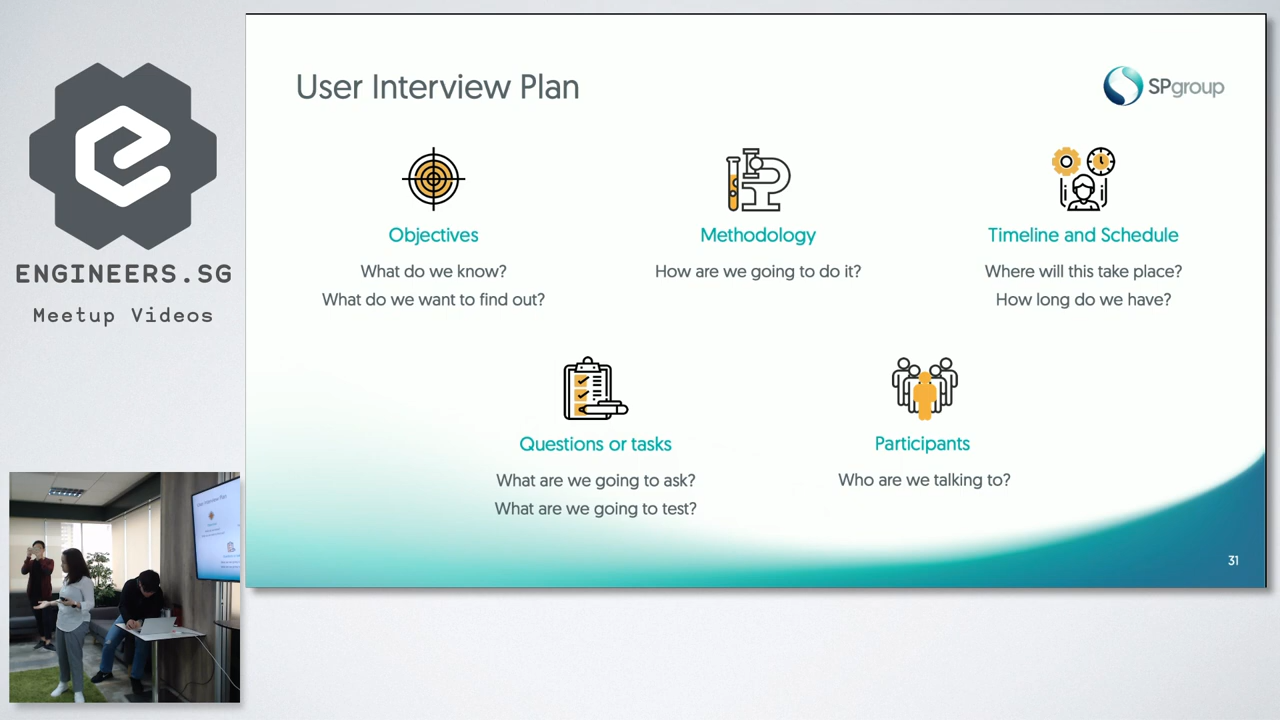 ENGINEERS.SG
Meetup Videos
User Interview Plan
SPgroup
Objectives
What do we know?
What do we want to find out?
Methodology
How are we going to do it?
Timeline and Schedule
Where will this take place?
How long do we have?
Questions or tasks
What are we going to ask?
What are we going to test?
Participants
Who are we talking to?
31
User Interview Plan